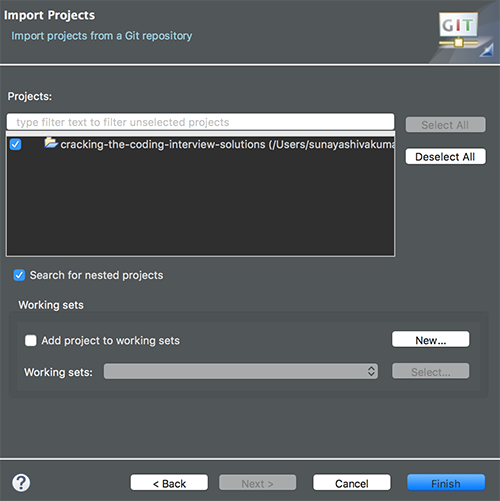 Import Projects
Import projects from a Git repository
GIT
Projects:
type filter text to filter unselected projects
Select All
cracking-the-coding-interview-solutions (/Users/sunayashivakuma
Deselect All
Search for nested projects
Working sets
Add project to working sets
New...
Working sets:
Select...
?
< Back
Next >
Cancel
Finish